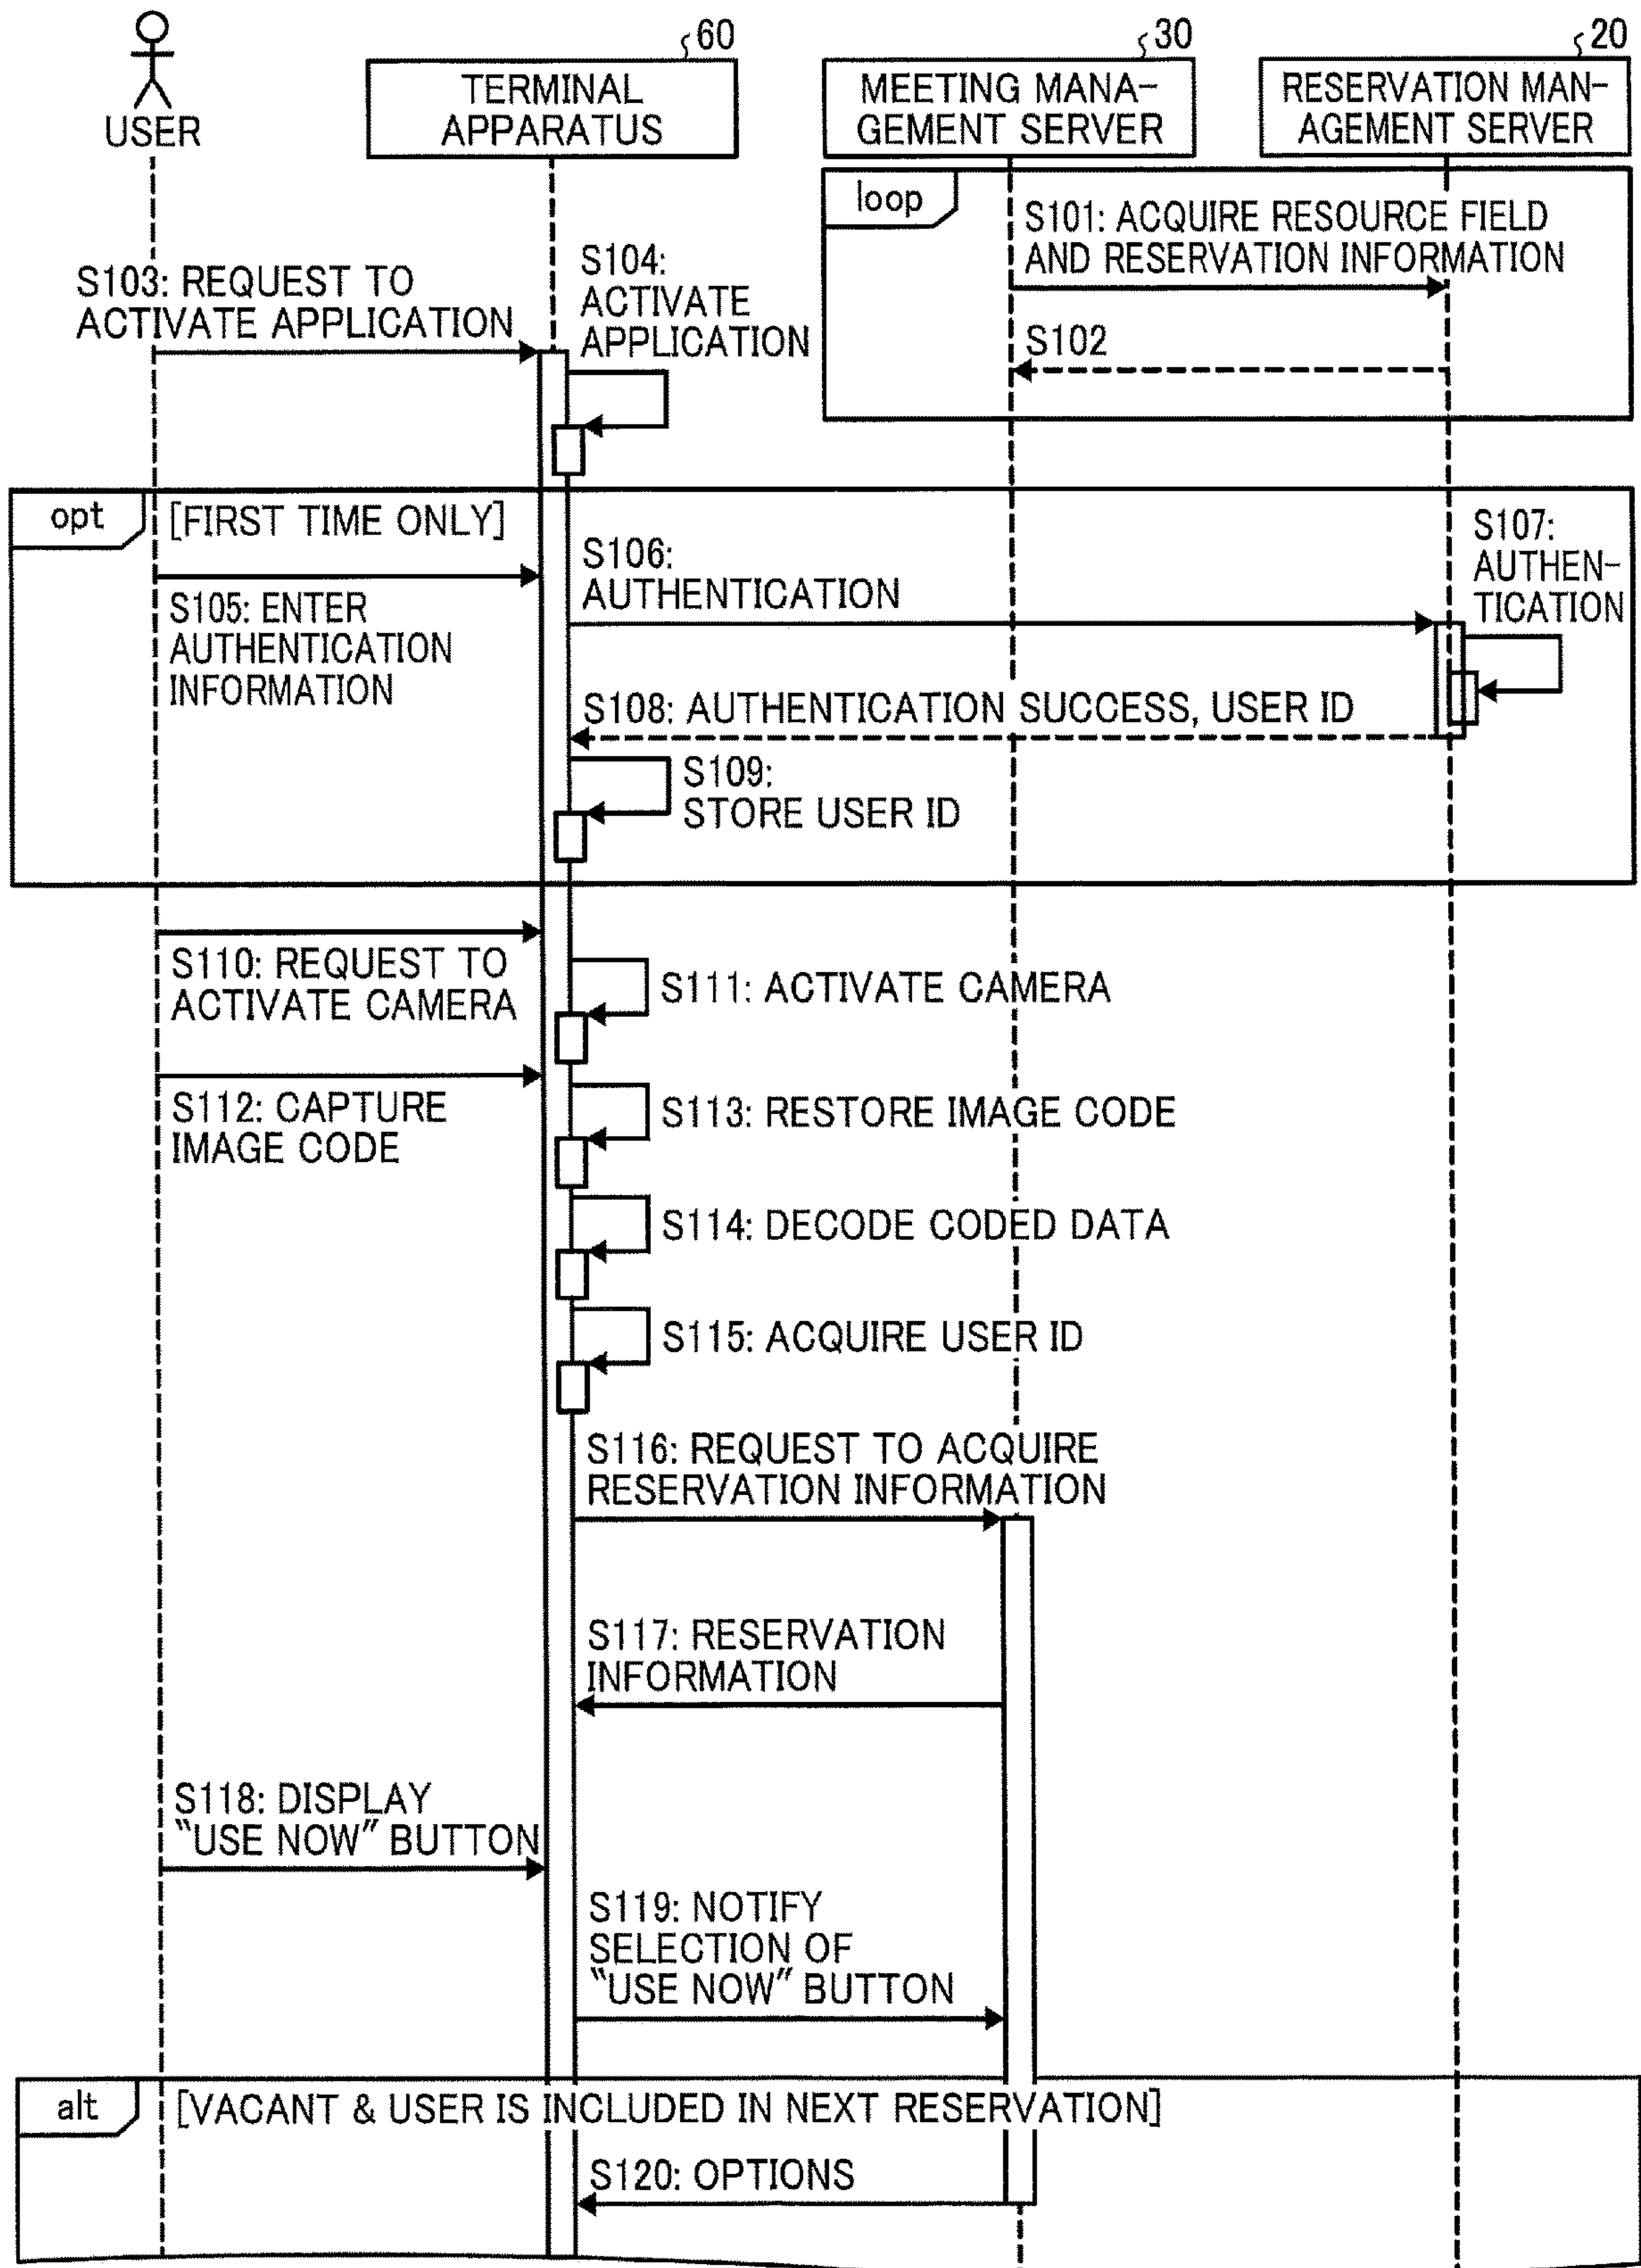 USER
60
TERMINAL
APPARATUS
30
MEETING MANA-
GEMENT SERVER
20
RESERVATION MAN-
AGEMENT SERVER
loop
S101: ACQUIRE RESOURCE FIELD
AND RESERVATION INFORMATION
S102
S103: REQUEST TO
ACTIVATE APPLICATION
S104:
ACTIVATE
APPLICATION
opt
[FIRST TIME ONLY]
S105: ENTER
AUTHENTICATION
INFORMATION
S106:
AUTHENTICATION
S107:
AUTHEN-
TICATION
S108: AUTHENTICATION SUCCESS, USER ID
S109:
STORE USER ID
S110: REQUEST TO
ACTIVATE CAMERA
S111: ACTIVATE CAMERA
S112: CAPTURE
IMAGE CODE
S113: RESTORE IMAGE CODE
S114: DECODE CODED DATA
S115: ACQUIRE USER ID
S116: REQUEST TO ACQUIRE
RESERVATION INFORMATION
S117: RESERVATION
INFORMATION
S118: DISPLAY
"USE NOW" BUTTON
S119: NOTIFY
SELECTION OF
"USE NOW" BUTTON
alt
[VACANT & USER IS INCLUDED IN NEXT RESERVATION]
S120: OPTIONS